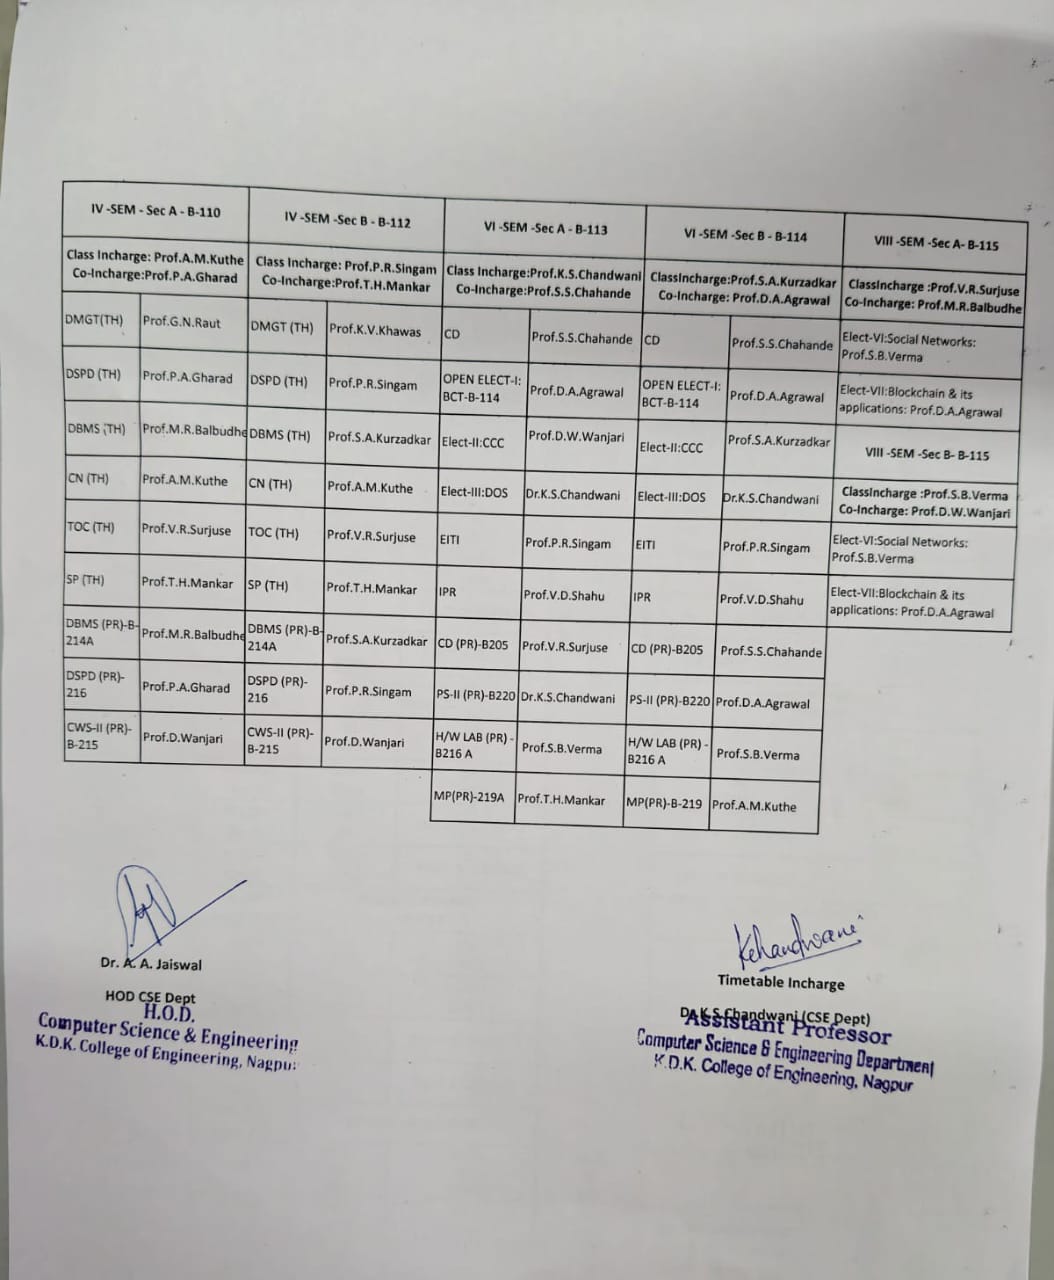 IV -SEM - Sec A - B-110
IV -SEM -Sec B - B-112
VI -SEM -Sec A - B-113
VI -SEM -Sec B - B-114
VIII -SEM -Sec A- B-115
Class Incharge: Prof.A.M.Kuthe
Co-Incharge:Prof.P.A.Gharad
Class Incharge: Prof.P.R.Singam
Co-Incharge:Prof.T.H.Mankar
Class Incharge:Prof.K.S.Chandwani
Co-Incharge:Prof.S.S.Chahande
ClassIncharge:Prof.S.A.Kurzadkar
Co-Incharge: Prof.D.A.Agrawal
ClassIncharge :Prof.V.R.Surjuse
Co-Incharge: Prof.M.R.Balbudhe
DMGT(TH) Prof.G.N.Raut DMGT (TH) Prof.K.V.Khawas CD Prof.S.S.Chahande CD Prof.S.S.Chahande Elect-VI:Social Networks:
Prof.S.B.Verma
DSPD (TH) Prof.P.A.Gharad DSPD (TH) Prof.P.R.Singam OPEN ELECT-I:
BCT-B-114 Prof.D.A.Agrawal OPEN ELECT-I:
BCT-B-114 Prof.D.A.Agrawal Elect-VII:Blockchain & its
applications: Prof.D.A.Agrawal
DBMS (TH) Prof.M.R.Balbudhe DBMS (TH) Prof.S.A.Kurzadkar Elect-II:CCC Prof.D.W.Wanjari Elect-II:CCC Prof.S.A.Kurzadkar VIII -SEM -Sec B- B-115
CN (TH) Prof.A.M.Kuthe CN (TH) Prof.A.M.Kuthe Elect-III:DOS Dr.K.S.Chandwani Elect-III:DOS Dr.K.S.Chandwani ClassIncharge :Prof.S.B.Verma
Co-Incharge: Prof.D.W.Wanjari
TOC (TH) Prof.V.R.Surjuse TOC (TH) Prof.V.R.Surjuse EITI Prof.P.R.Singam EITI Prof.P.R.Singam Elect-VI:Social Networks:
Prof.S.B.Verma
SP (TH) Prof.T.H.Mankar SP (TH) Prof.T.H.Mankar IPR Prof.V.D.Shahu IPR Prof.V.D.Shahu Elect-VII:Blockchain & its
applications: Prof.D.A.Agrawal
DBMS (PR)-B-
214A Prof.M.R.Balbudhe DBMS (PR)-B-
214A Prof.S.A.Kurzadkar CD (PR)-B205 Prof.V.R.Surjuse CD (PR)-B205 Prof.S.S.Chahande
DSPD (PR)-
216 Prof.P.A.Gharad DSPD (PR)-
216 Prof.P.R.Singam PS-II (PR)-B220 Dr.K.S.Chandwani PS-II (PR)-B220 Prof.D.A.Agrawal
CWS-II (PR)-
B-215 Prof.D.Wanjari CWS-II (PR)-
B-215 Prof.D.Wanjari H/W LAB (PR) -
B216 A Prof.S.B.Verma H/W LAB (PR) -
B216 A Prof.S.B.Verma
MP(PR)-219A Prof.T.H.Mankar MP(PR)-B-219 Prof.A.M.Kuthe
Dr. A. A. Jaiswal
HOD CSE Dept
H.O.D.
Computer Science & Engineering
K.D.K. College of Engineering, Nagpur
Kchandwani
Timetable Incharge
Dr.K.S.Chandwani (CSE Dept)
Assistant Professor
Computer Science & Engineering Department
K.D.K. College of Engineering, Nagpur